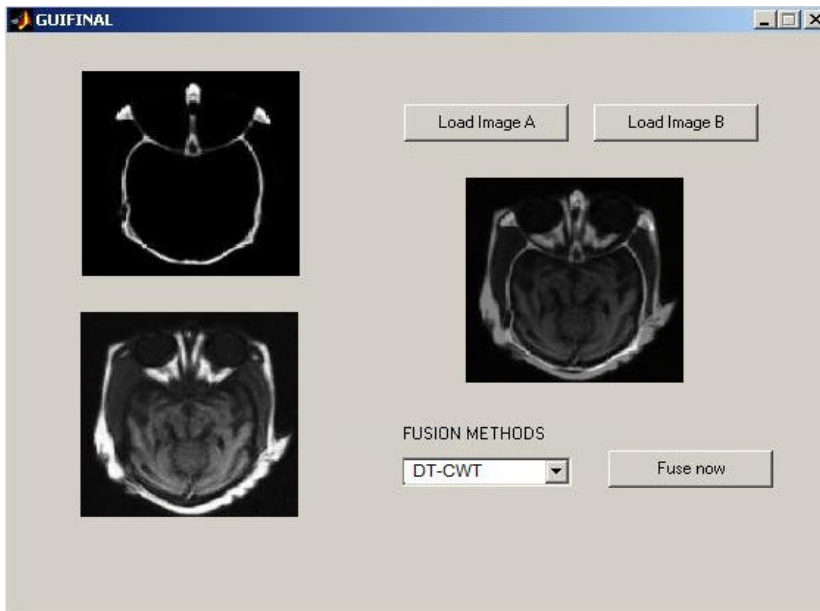 GUIFINAL
Load Image A
Load Image B
FUSION METHODS
DT-CWT
Fuse now